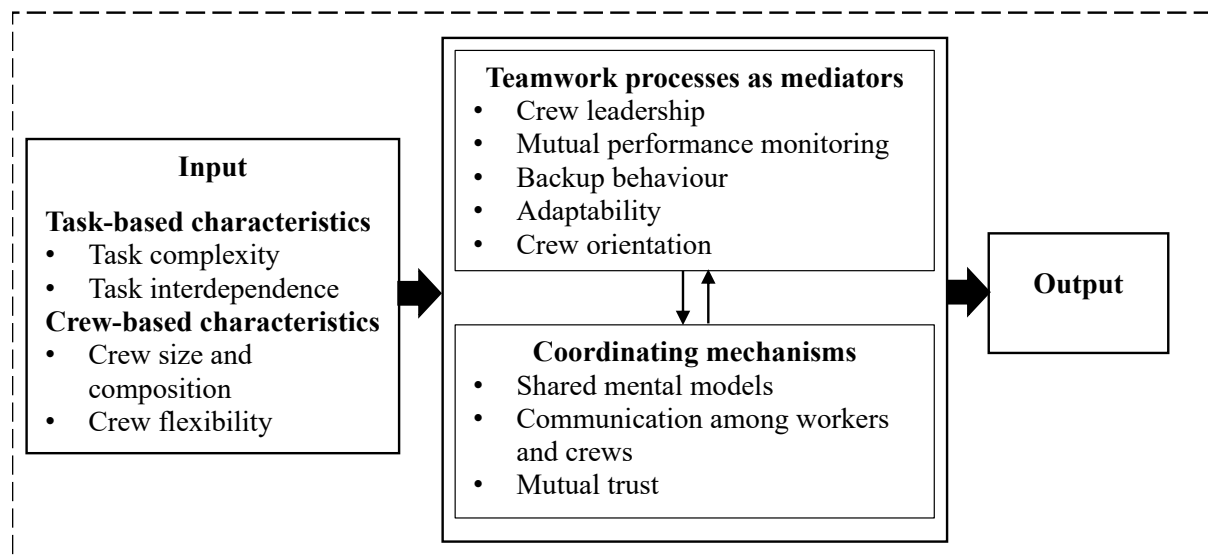 Input
Task-based characteristics
• Task complexity
• Task interdependence
Crew-based characteristics
• Crew size and
composition
• Crew flexibility
Teamwork processes as mediators
• Crew leadership
• Mutual performance monitoring
• Backup behaviour
• Adaptability
• Crew orientation
Coordinating mechanisms
• Shared mental models
• Communication among workers
and crews
• Mutual trust
Output